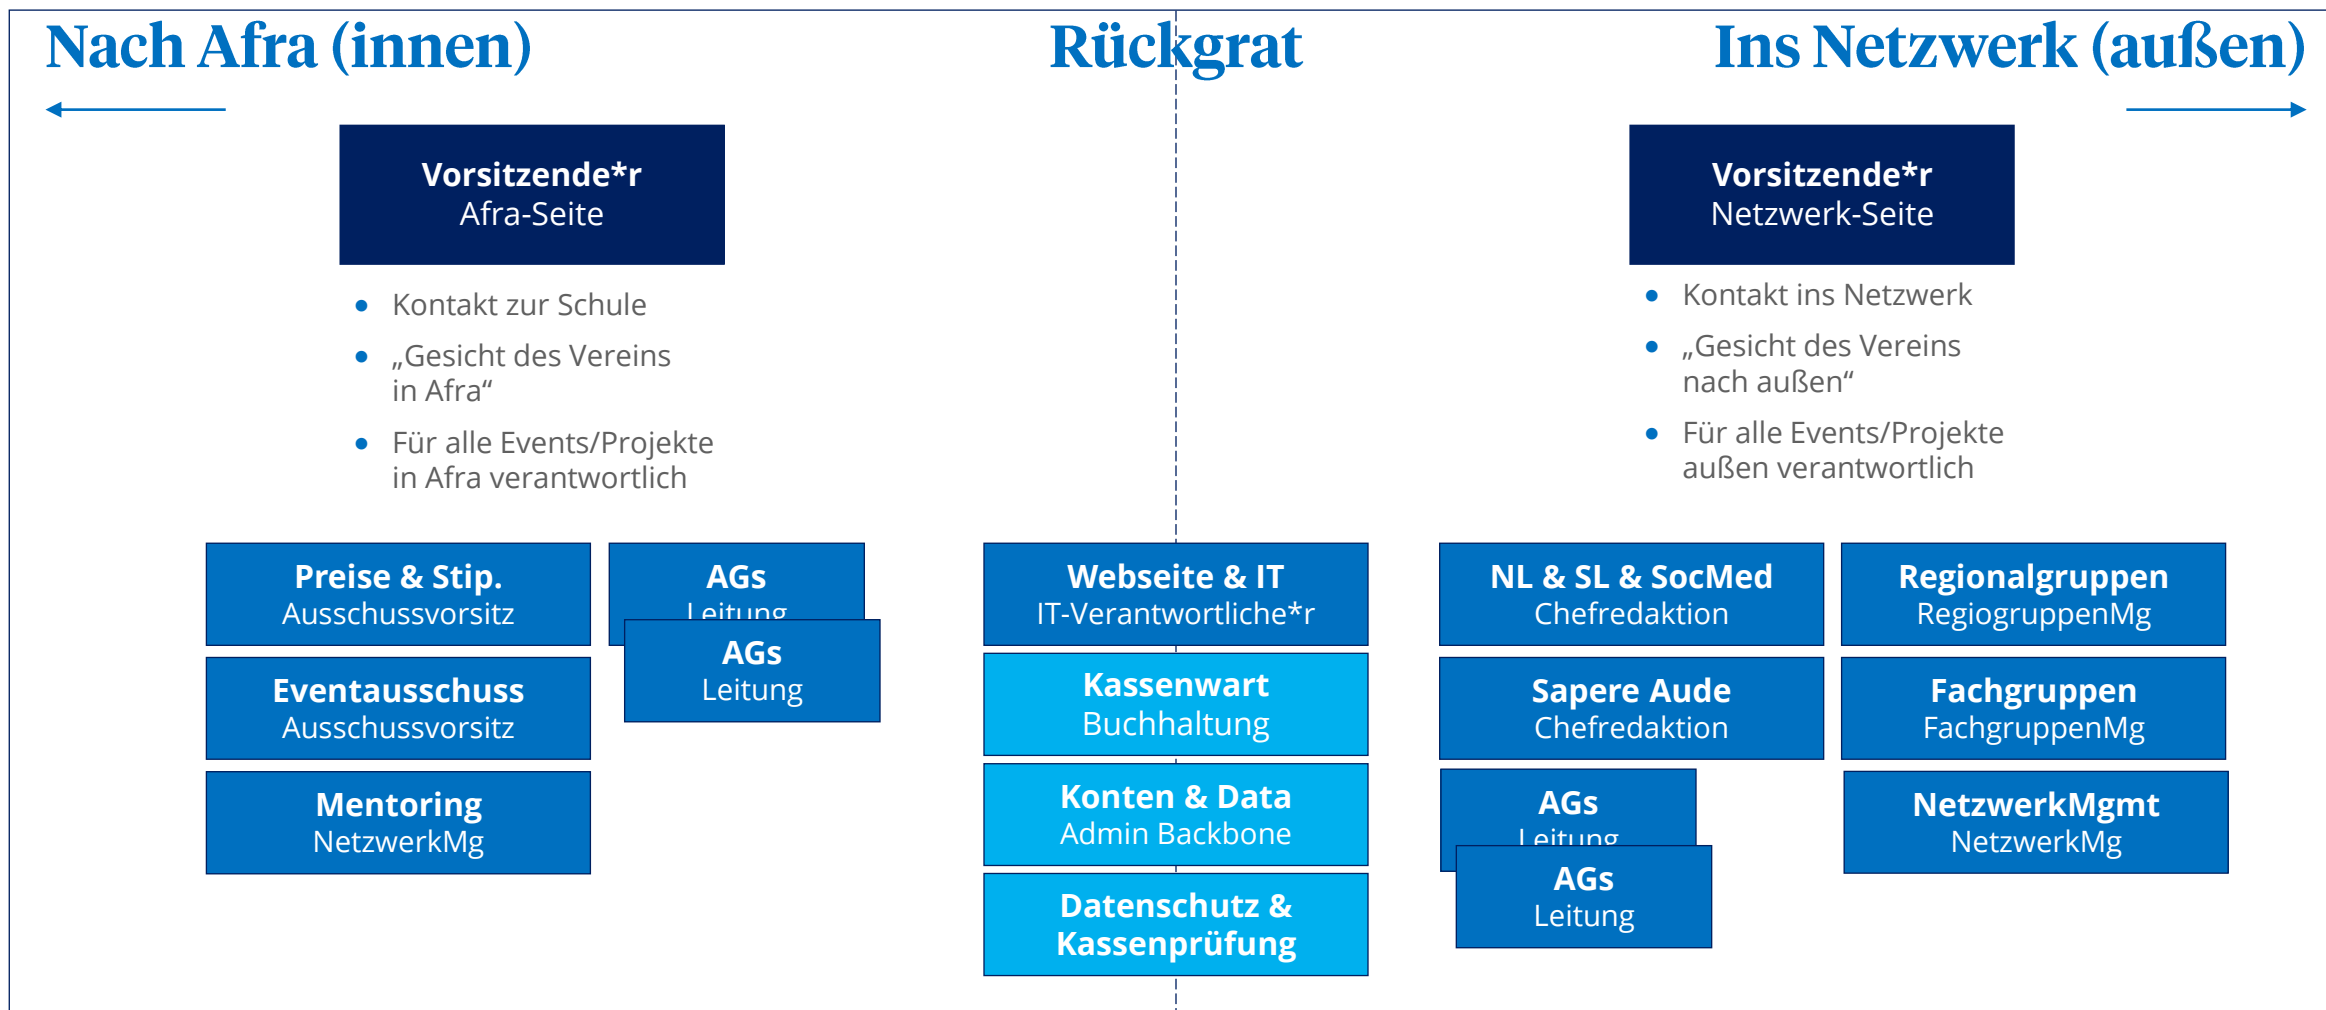 Nach Afra (innen)
Rückgrat
Ins Netzwerk (außen)
Vorsitzende*r
Afra-Seite
• Kontakt zur Schule
• „Gesicht des Vereins
in Afra“
• Für alle Events/Projekte
in Afra verantwortlich
Vorsitzende*r
Netzwerk-Seite
• Kontakt ins Netzwerk
• „Gesicht des Vereins
nach außen“
• Für alle Events/Projekte
außen verantwortlich
Preise & Stip.
Ausschussvorsitz
Eventausschuss
Ausschussvorsitz
Mentoring
NetzwerkMg
AGs
Leitung
AGs
Leitung
Webseite & IT
IT-Verantwortliche*r
Kassenwart
Buchhaltung
Konten & Data
Admin Backbone
Datenschutz &
Kassenprüfung
NL & SL & SocMed
Chefredaktion
Sapere Aude
Chefredaktion
AGs
Leitung
AGs
Leitung
Regionalgruppen
RegiogruppenMg
Fachgruppen
FachgruppenMg
NetzwerkMgmt
NetzwerkMg